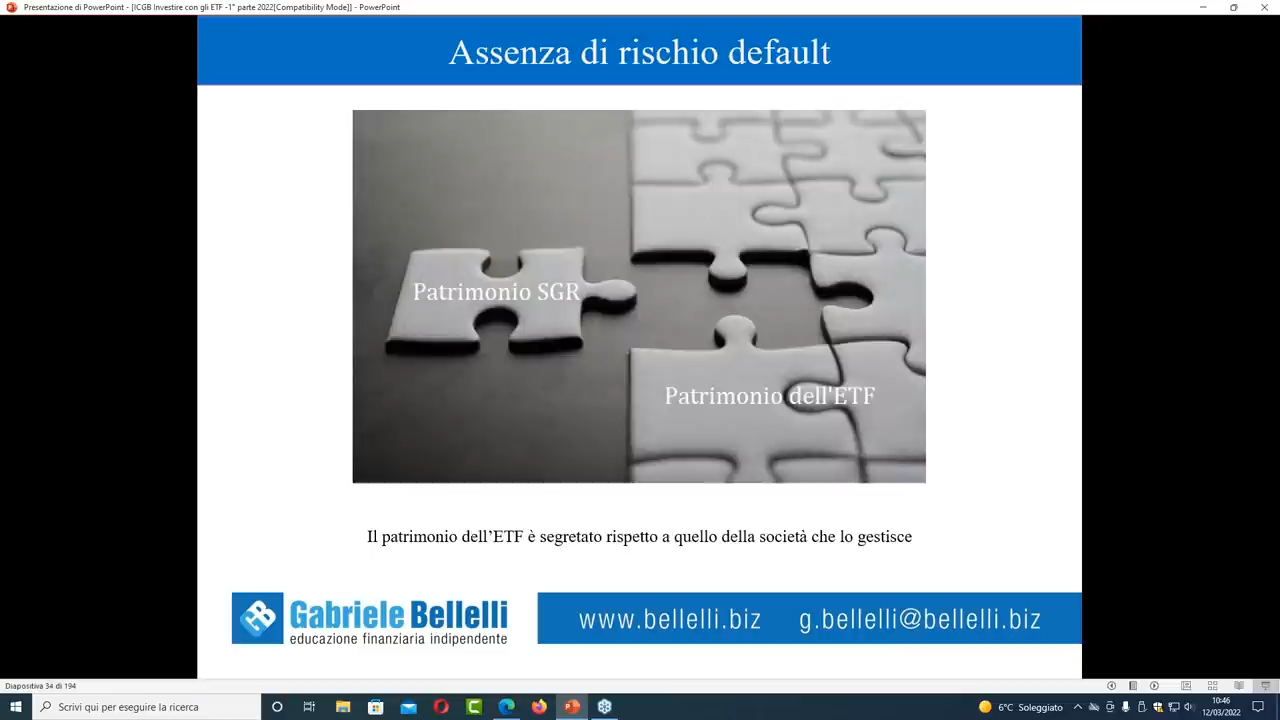 Presentazione di PowerPoint - [ICGB Investire con gli ETF -1° parte 2022[Compatibility Mode]] - PowerPoint
Assenza di rischio default
Patrimonio SGR
Patrimonio dell'ETF
Il patrimonio dell’ETF è segretato rispetto a quello della società che lo gestisce
Gabriele Bellelli
educazione finanziaria indipendente
www.bellelli.biz g.bellelli@bellelli.biz
Diapositiva 34 di 194
Scrivi qui per eseguire la ricerca
6°C Soleggiato
10:46
12/03/2022